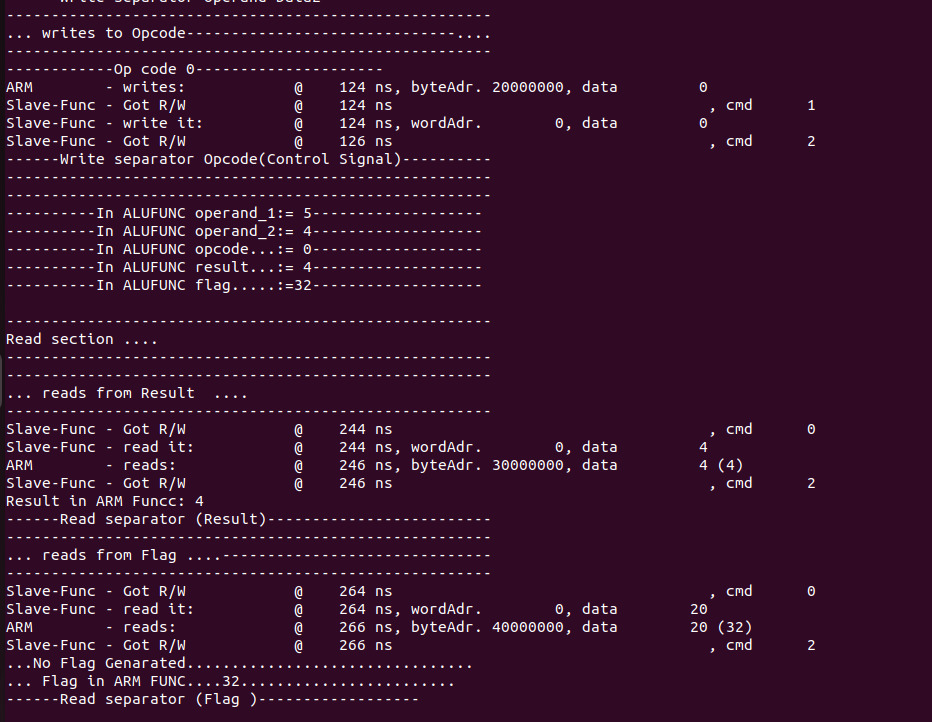 ------Write separator Operand Data2
------------------------------------------------------
... writes to Opcode------------------------------....
------------------------------------------------------
------------Op code 0---------------------
ARM        - writes:            @    124 ns, byteAdr. 20000000, data         0
Slave-Func - Got R/W            @    124 ns                                   , cmd      1
Slave-Func - write it:          @    124 ns, wordAdr.        0, data         0
Slave-Func - Got R/W            @    126 ns                                   , cmd      2
------Write separator Opcode(Control Signal)----------
------------------------------------------------------
------------------------------------------------------
----------In ALUFUNC operand_1:= 5-------------------
----------In ALUFUNC operand_2:= 4-------------------
----------In ALUFUNC opcode...:= 0-------------------
----------In ALUFUNC result...:= 4-------------------
----------In ALUFUNC flag.....:=32-------------------
------------------------------------------------------
Read section ....
------------------------------------------------------
------------------------------------------------------
... reads from Result  ....
------------------------------------------------------
Slave-Func - Got R/W            @    244 ns                                   , cmd      0
Slave-Func - read it:           @    244 ns, wordAdr.        0, data         4
ARM        - reads:             @    246 ns, byteAdr. 30000000, data         4 (4)
Slave-Func - Got R/W            @    246 ns                                   , cmd      2
Result in ARM Funcc: 4
------Read separator (Result)-------------------------
------------------------------------------------------
... reads from Flag ....------------------------------
------------------------------------------------------
Slave-Func - Got R/W            @    264 ns                                   , cmd      0
Slave-Func - read it:           @    264 ns, wordAdr.        0, data        20
ARM        - reads:             @    266 ns, byteAdr. 40000000, data        20 (32)
Slave-Func - Got R/W            @    266 ns                                   , cmd      2
...No Flag Genarated................................
... Flag in ARM FUNC....32........................
------Read separator (Flag )------------------